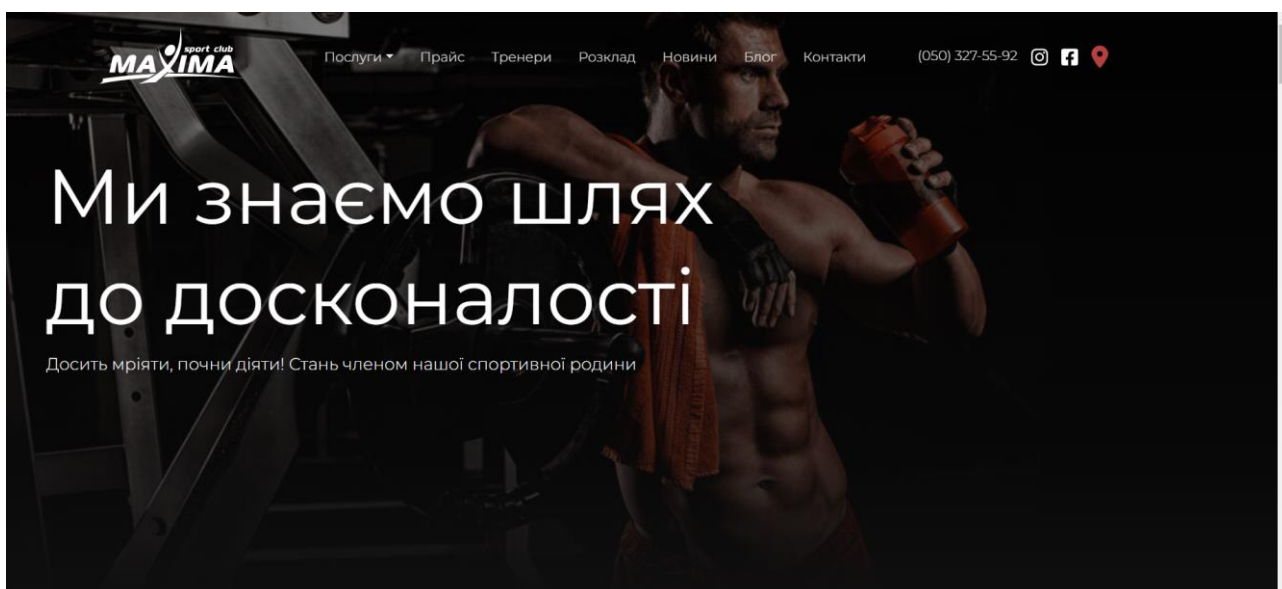 sport club
MAXIMA
Послуги
Прайс
Тренери
Розклад
Новини
Блог
Контакти
(050) 327-55-92
Ми знаємо шлях
до досконалості
Досить мріяти, почни діяти! Стань членом нашої спортивної родини